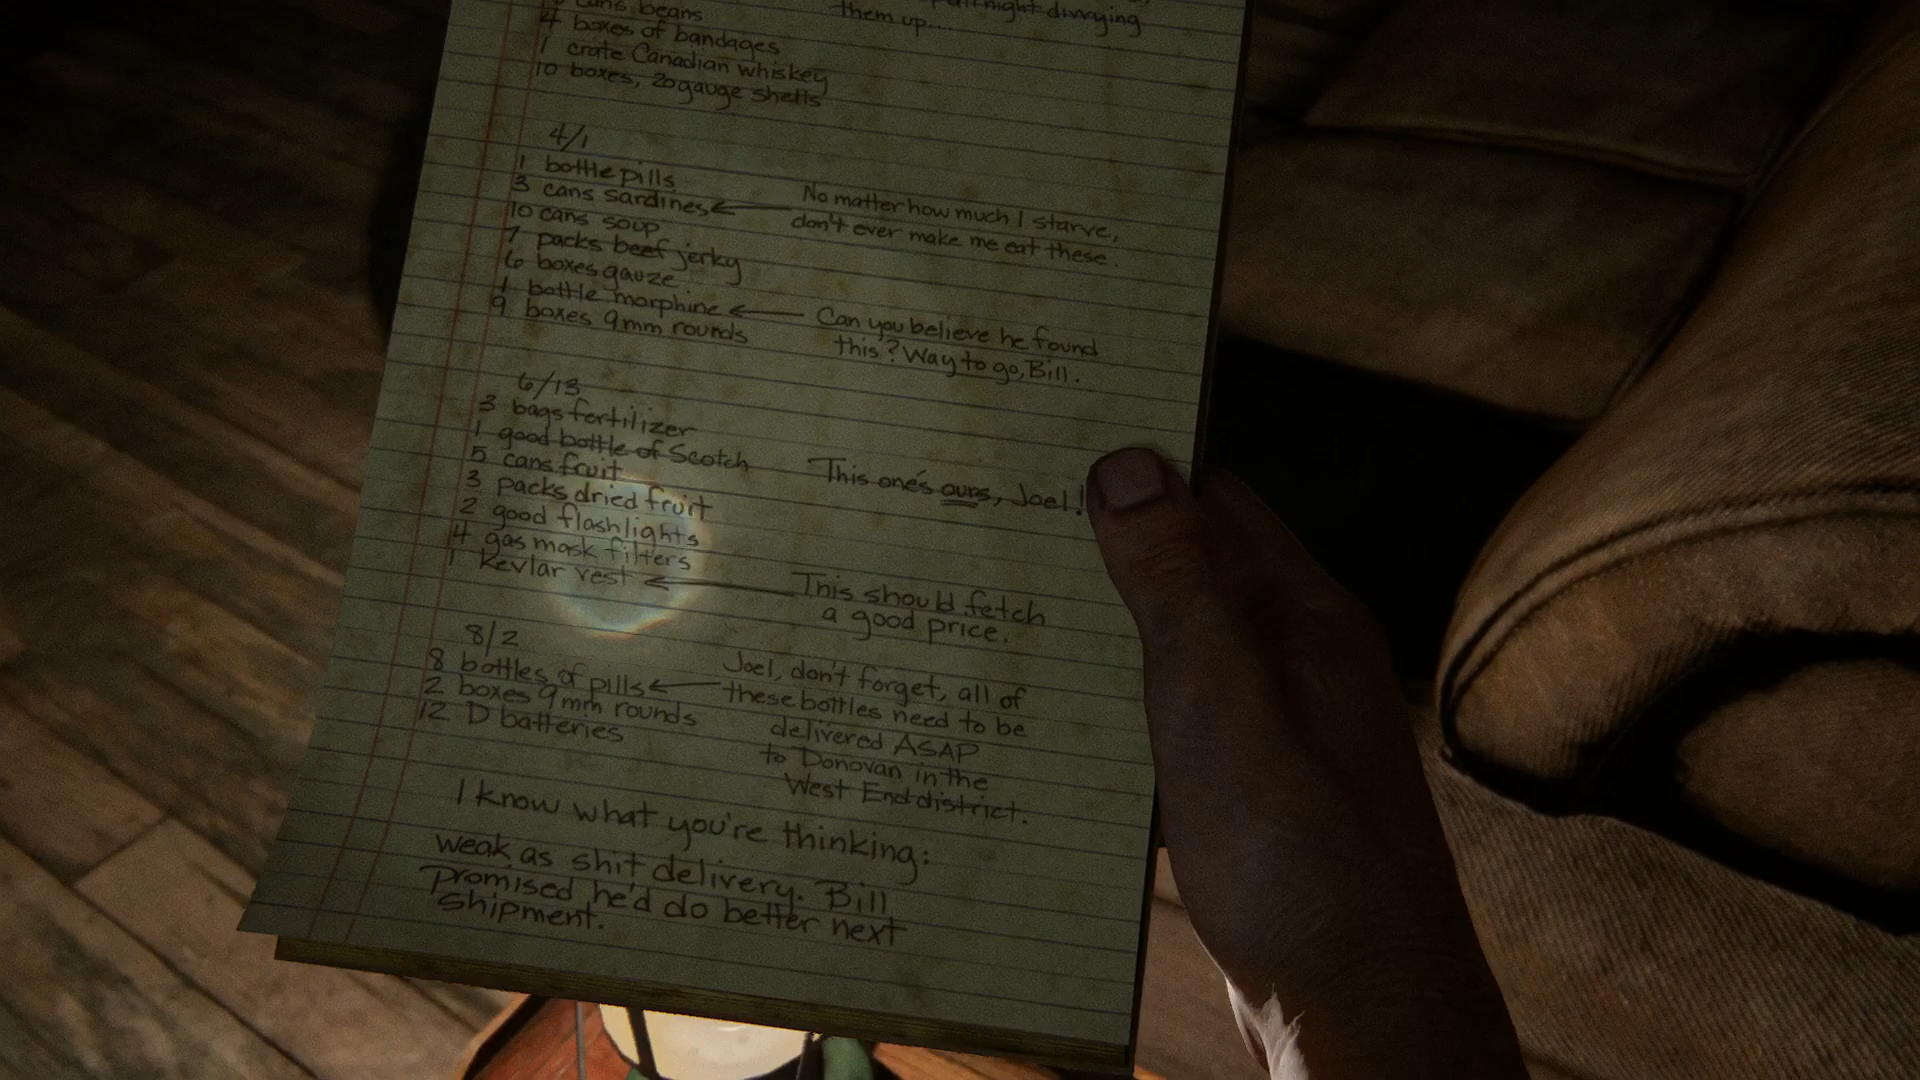 cans beans
4 boxes of bandages
1 crate Canadian whiskey
10 boxes, 20 gauge shells
night divvying
them up...
4/1
1 bottle pills
3 cans sardines
10 cans soup
7 packs beef jerky
6 boxes gauze
1 bottle morphine
9 boxes 9mm rounds
No matter how much I starve,
don't ever make me eat these.
Can you believe he found
this? Way to go, Bill.
6/13
3 bags fertilizer
1 good bottle of Scotch
5 cans fruit
3 packs dried fruit
2 good flashlights
4 gas mask filters
1 Kevlar vest
This one's ours, Joel!
This should fetch
a good price.
8/2
8 bottles of pills
2 boxes 9mm rounds
12 D batteries
Joel, don't forget, all of
these bottles need to be
delivered ASAP
to Donovan in the
West End district.
I know what you're thinking:
weak as shit delivery. Bill
promised he'd do better next
shipment.